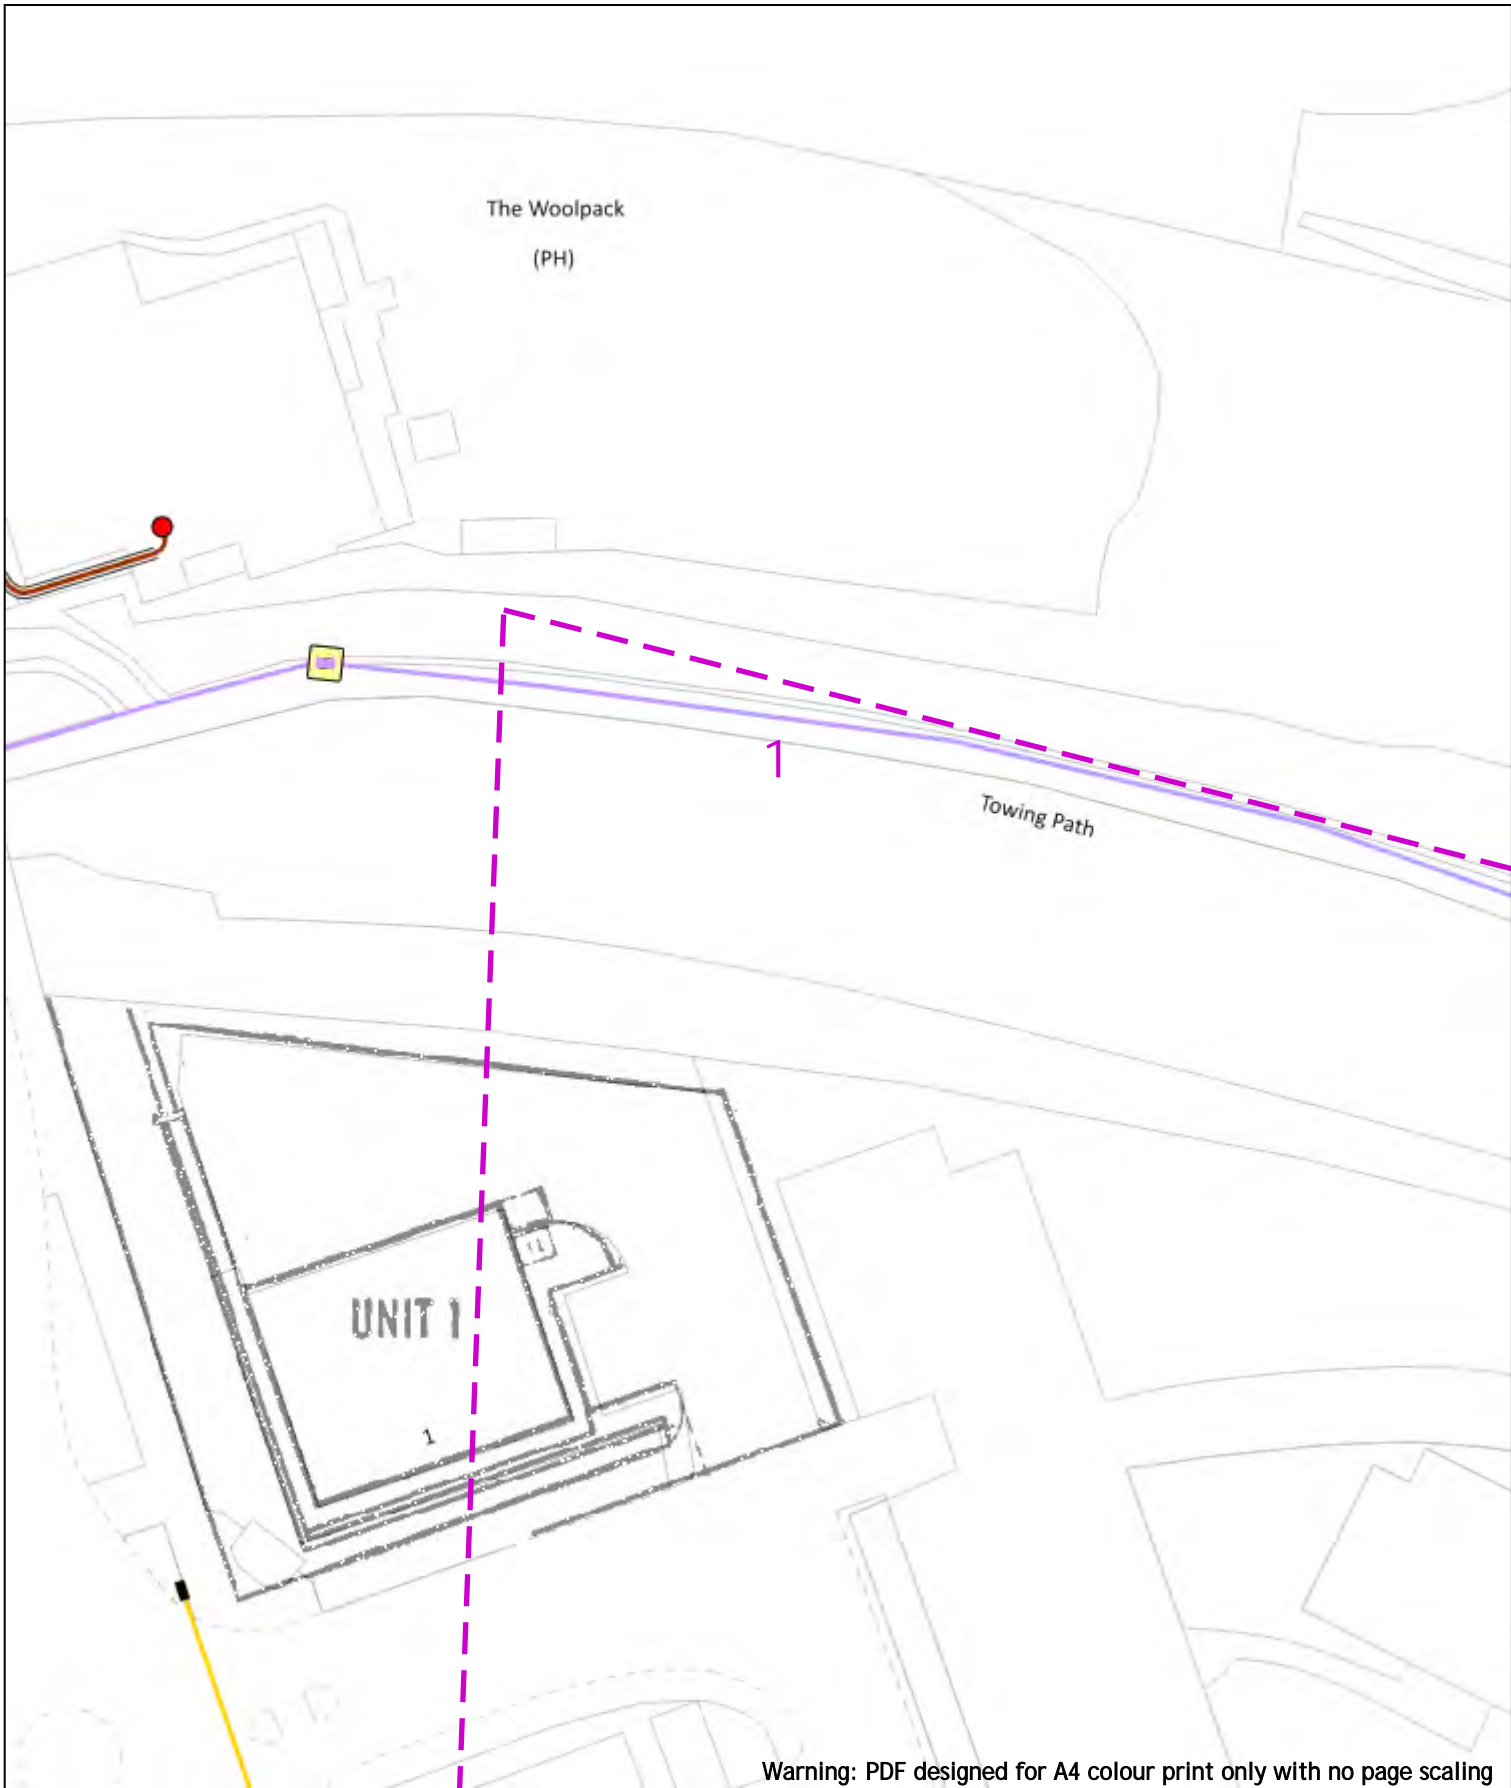 The Woolpack
(PH)
1
Towing Path
UNIT 1
1
Warning: PDF designed for A4 colour print only with no page scaling